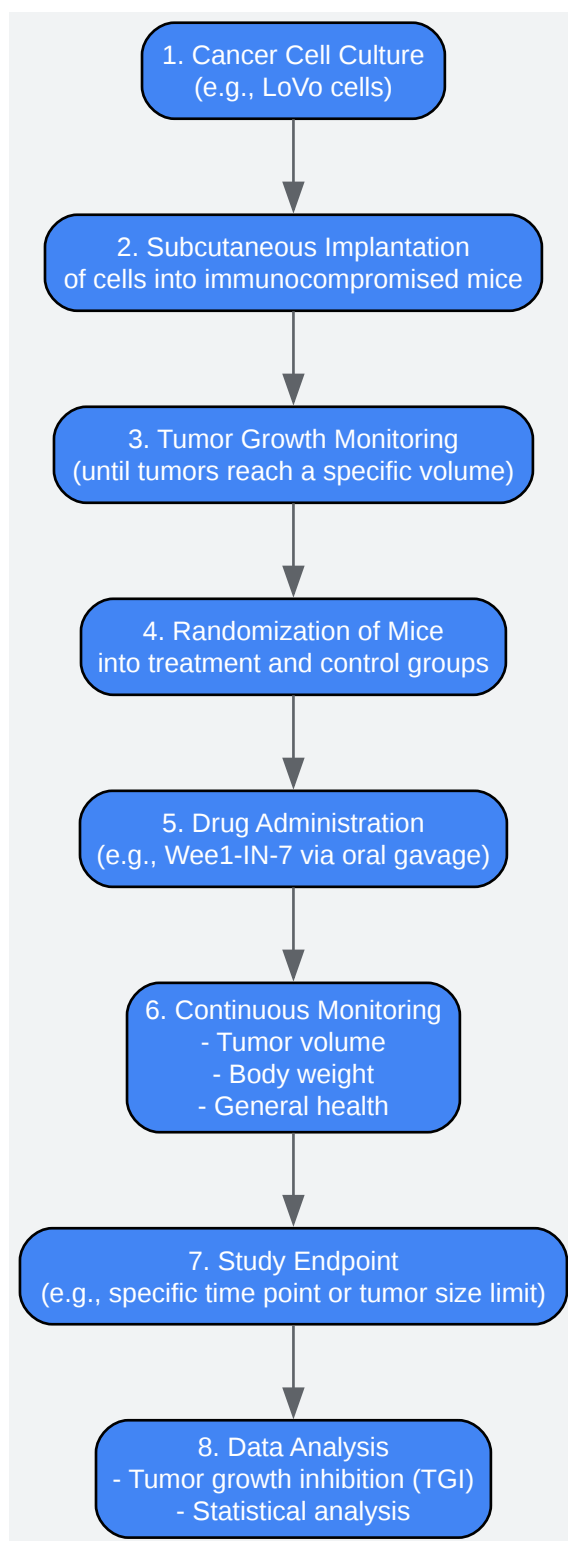 1. Cancer Cell Culture
(e.g., LoVo cells)
2. Subcutaneous Implantation
of cells into immunocompromised mice
3. Tumor Growth Monitoring
(until tumors reach a specific volume)
4. Randomization of Mice
into treatment and control groups
5. Drug Administration
(e.g., Wee1-IN-7 via oral gavage)
6. Continuous Monitoring
- Tumor volume
- Body weight
- General health
7. Study Endpoint
(e.g., specific time point or tumor size limit)
8. Data Analysis
- Tumor growth inhibition (TGI)
- Statistical analysis